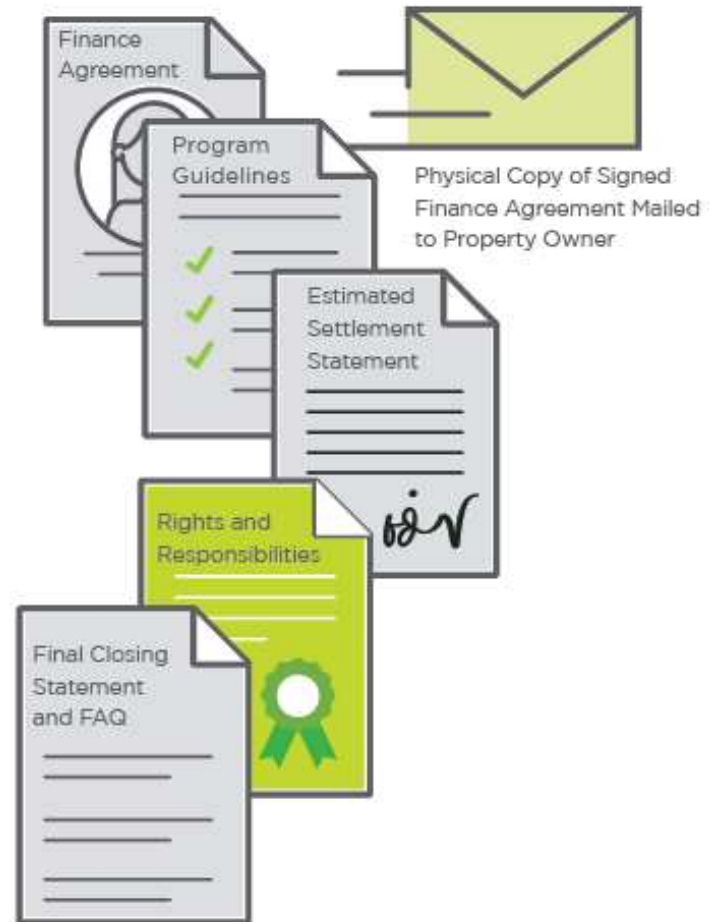 Finance
Agreement
Program
Guidelines
Physical Copy of Signed
Finance Agreement Mailed
to Property Owner
Estimated
Settlement
Statement
Rights and
Responsibilities
Final Closing
Statement
and FAQ